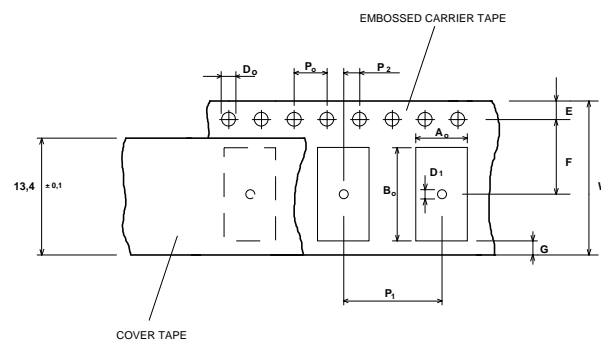 EMBOSSED CARRIER TAPE
Do Po P2
E
Ao
F
D1
Bo
13,4 ± 0,1
G
P1
COVER TAPE